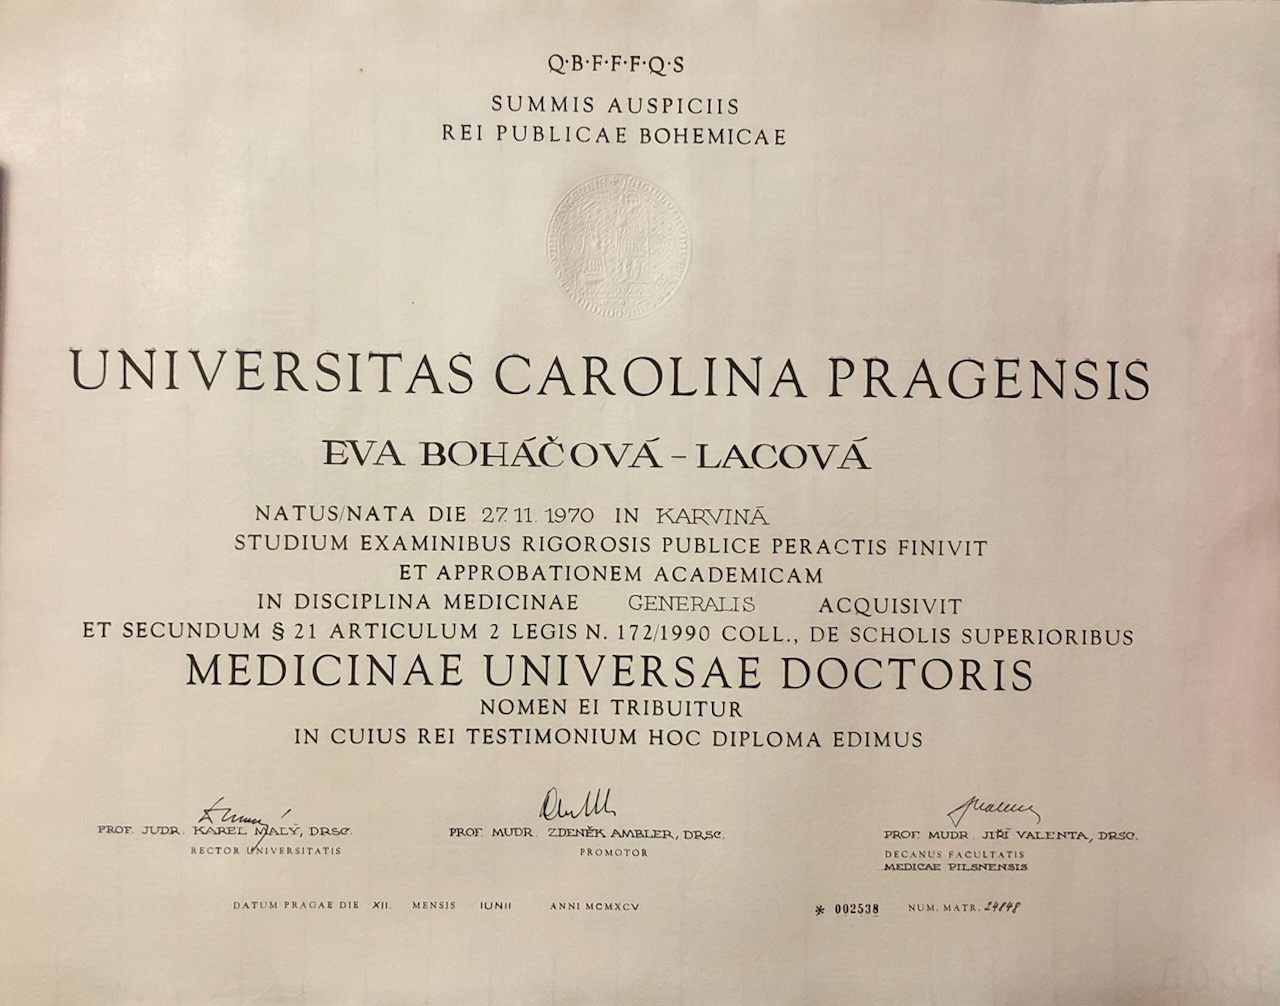 Q·B·F·F·F·Q·S
SUMMIS AUSPICIIS
REI PUBLICAE BOHEMICAE
UNIVERSITAS CAROLINA PRAGENSIS
EVA BOHÁČOVÁ – LACOVÁ
NATUS/NATA DIE 27.11.1970 IN KARVINÁ
STUDIUM EXAMINIBUS RIGOROSIS PUBLICE PERACTIS FINIVIT
ET APPROBATIONEM ACADEMICAM
IN DISCIPLINA MEDICINAE GENERALIS ACQUISIVIT
ET SECUNDUM § 21 ARTICULUM 2 LEGIS N. 172/1990 COLL., DE SCHOLIS SUPERIORIBUS
MEDICINAE UNIVERSAE DOCTORIS
NOMEN EI TRIBUITUR
IN CUIUS REI TESTIMONIUM HOC DIPLOMA EDIMUS
PROF. JUDR. KAREL MALÝ, DRSC.
RECTOR UNIVERSITATIS
PROF. MUDR. ZDENĚK AMBLER, DRSC.
PROMOTOR
PROF. MUDR. JIŘÍ VALENTA, DRSC.
DECANUS FACULTATIS
MEDICAE PILSNENSIS
DATUM PRAGAE DIE XII. MENSIS IUNII ANNI MCMXCV
* 002538 NUM. MATR. 24848